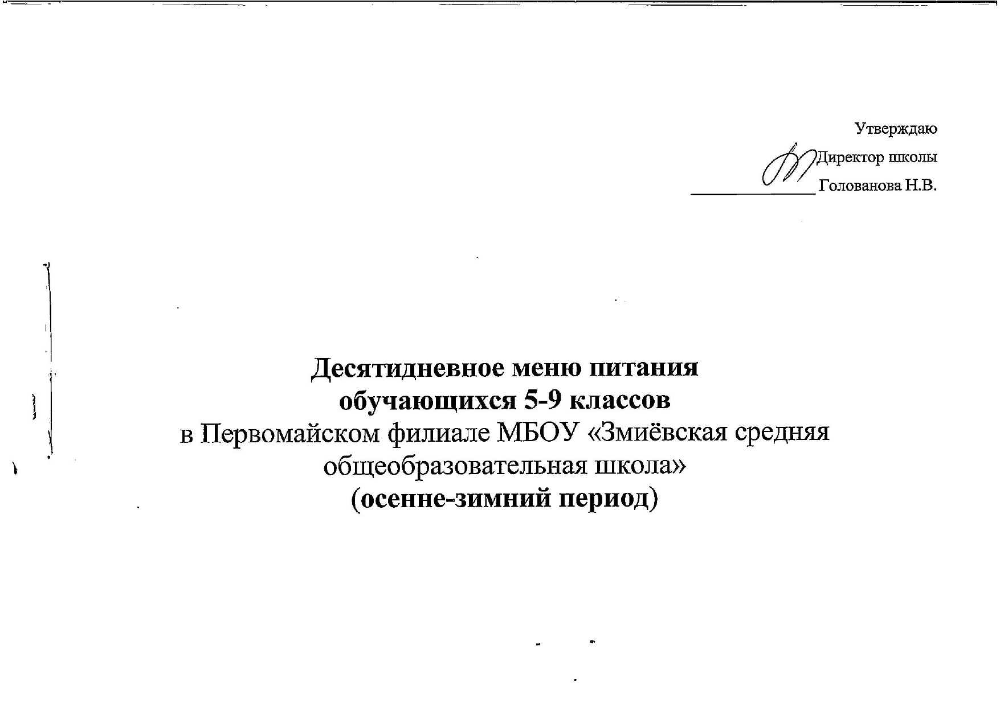 Утверждаю
Директор школы
Голованова Н.В.
Десятидневное меню питания
обучающихся 5-9 классов
в Первомайском филиале МБОУ «Змиёвская средняя
общеобразовательная школа»
(осенне-зимний период)